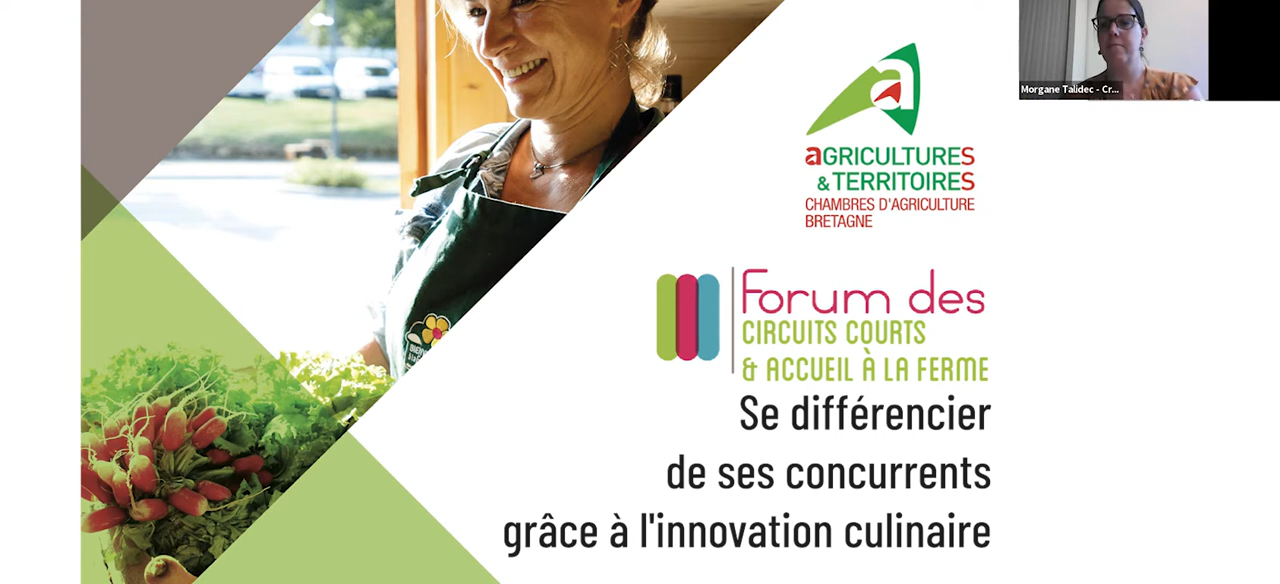 Morgane Talidec - Cr...
a
aGRICULTURES
& TERRITOIRES
CHAMBRES D'AGRICULTURE
BRETAGNE
Forum des
CIRCUITS COURTS
& ACCUEIL À LA FERME
Se différencier
de ses concurrents
grâce à l'innovation culinaire